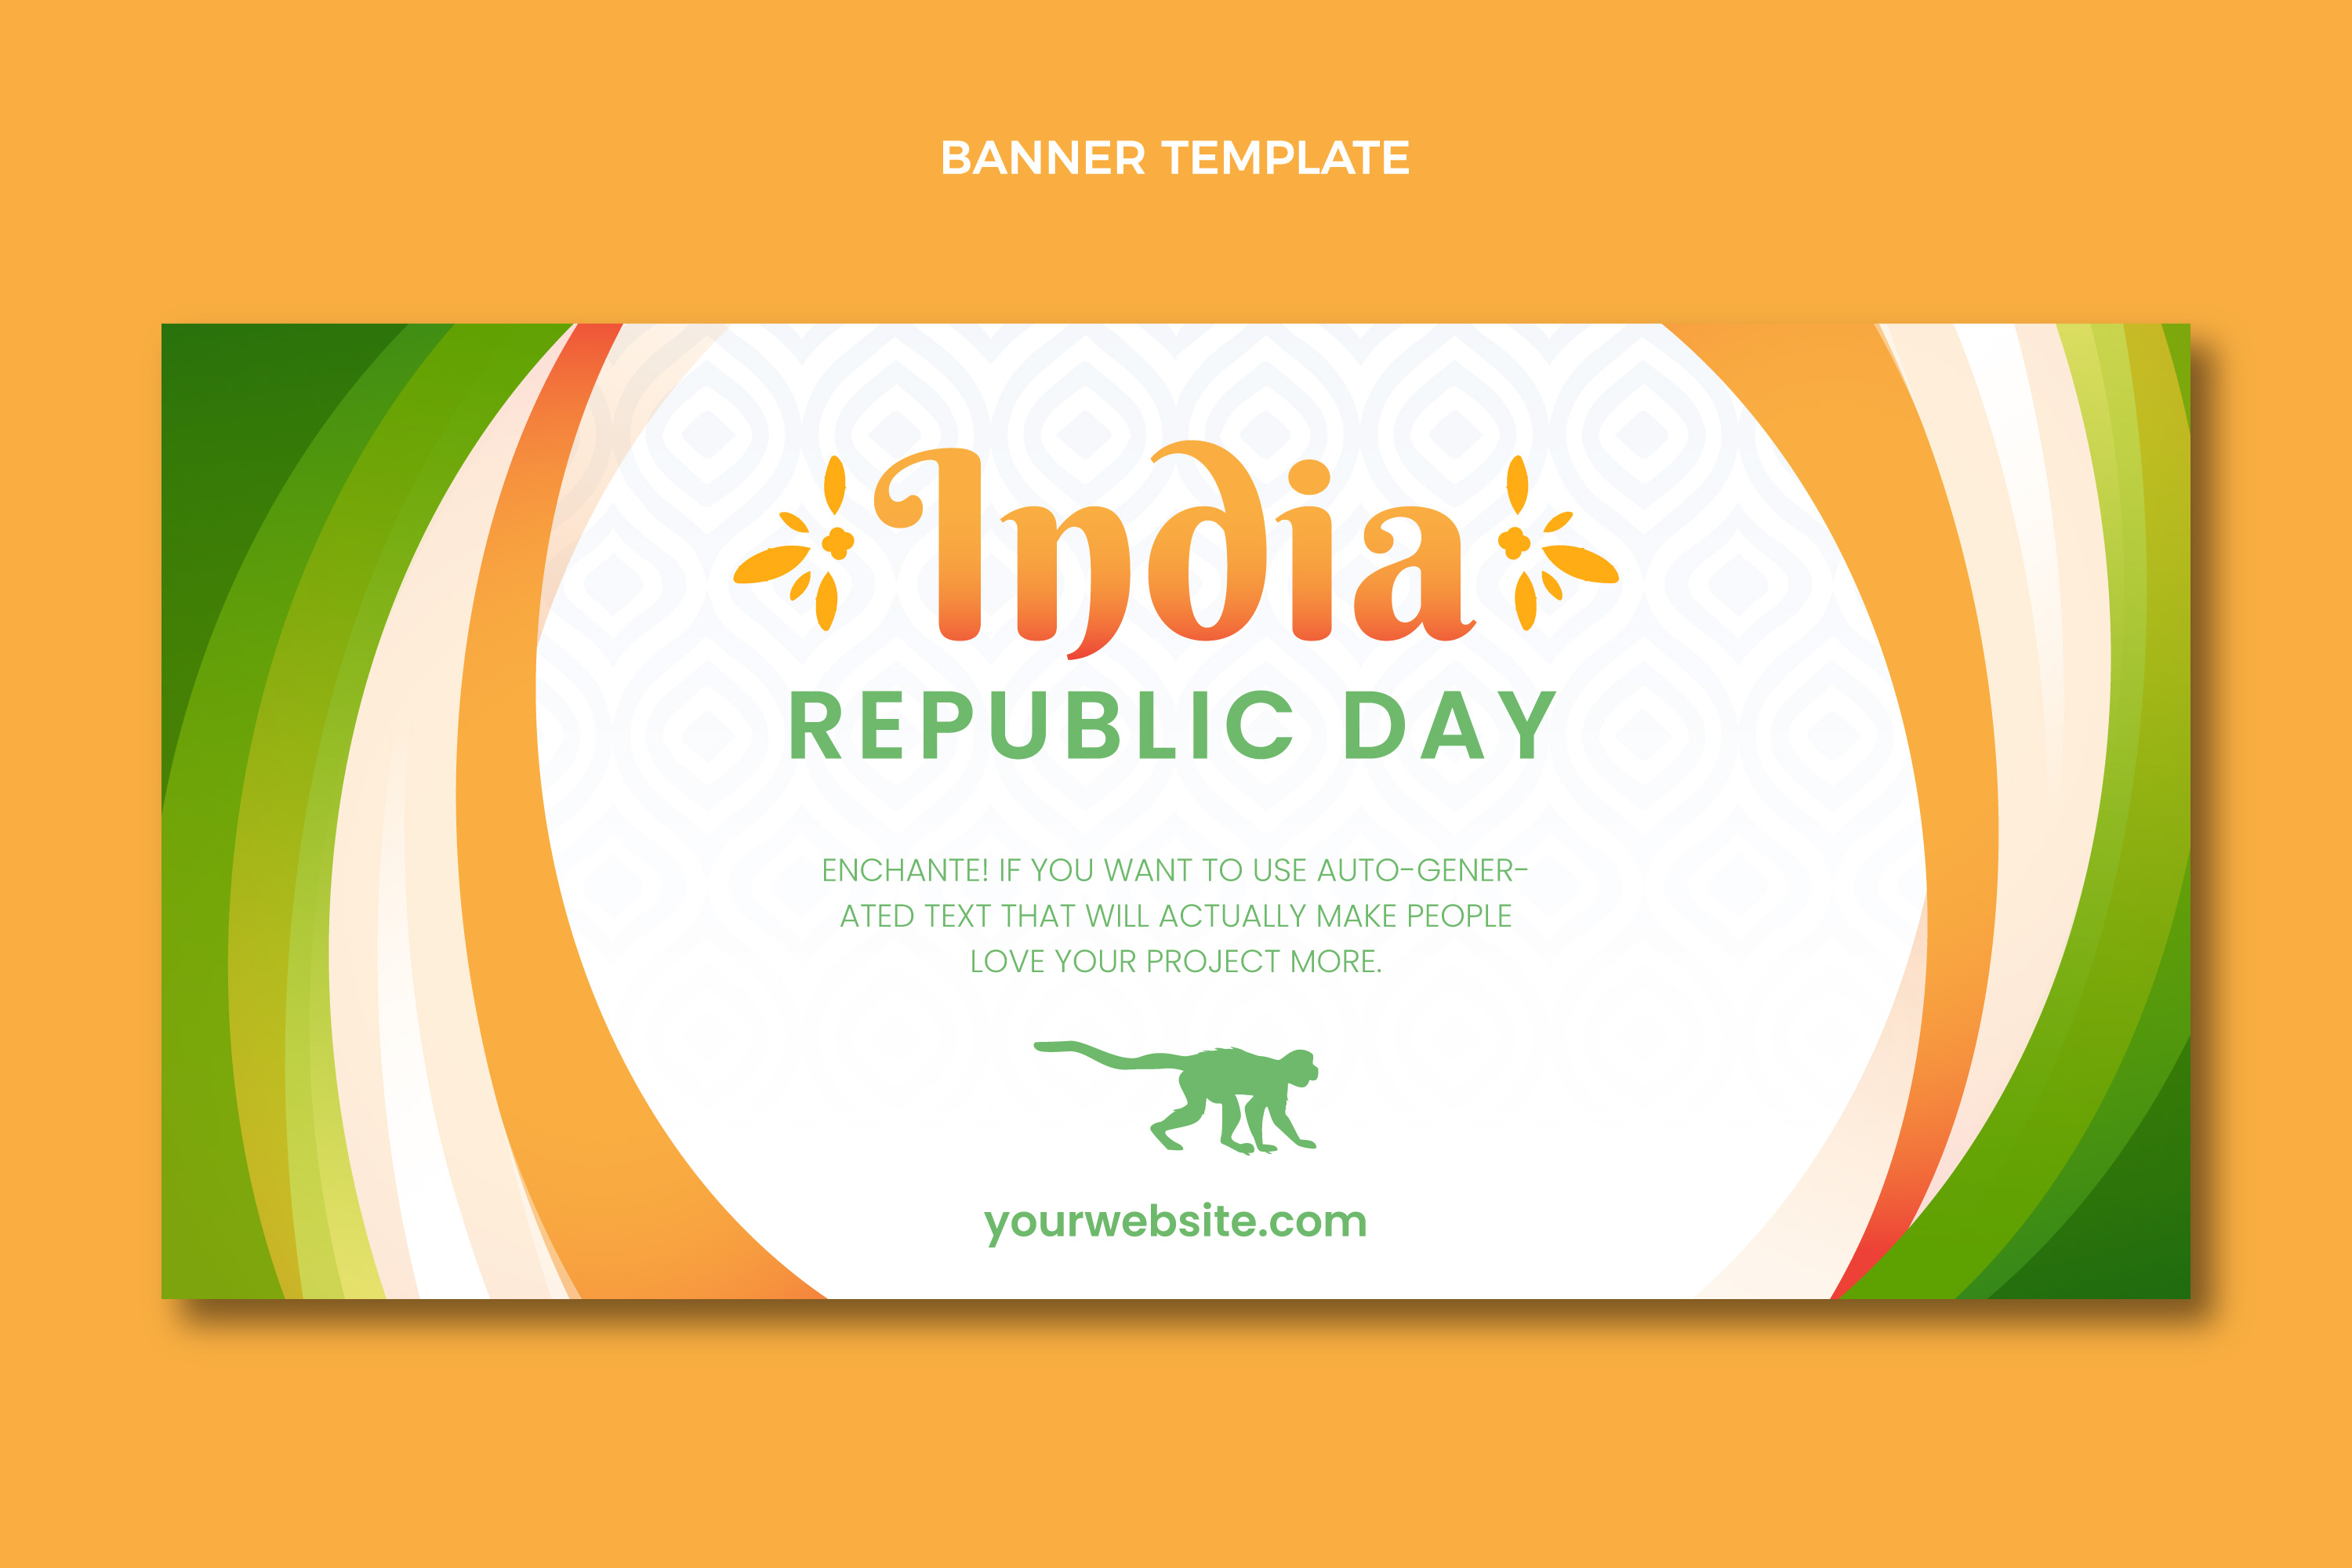 BANNER TEMPLATE
India
REPUBLIC DAY
ENCHANTE! IF YOU WANT TO USE AUTO-GENER-
ATED TEXT THAT WILL ACTUALLY MAKE PEOPLE
LOVE YOUR PROJECT MORE.
yourwebsite.com